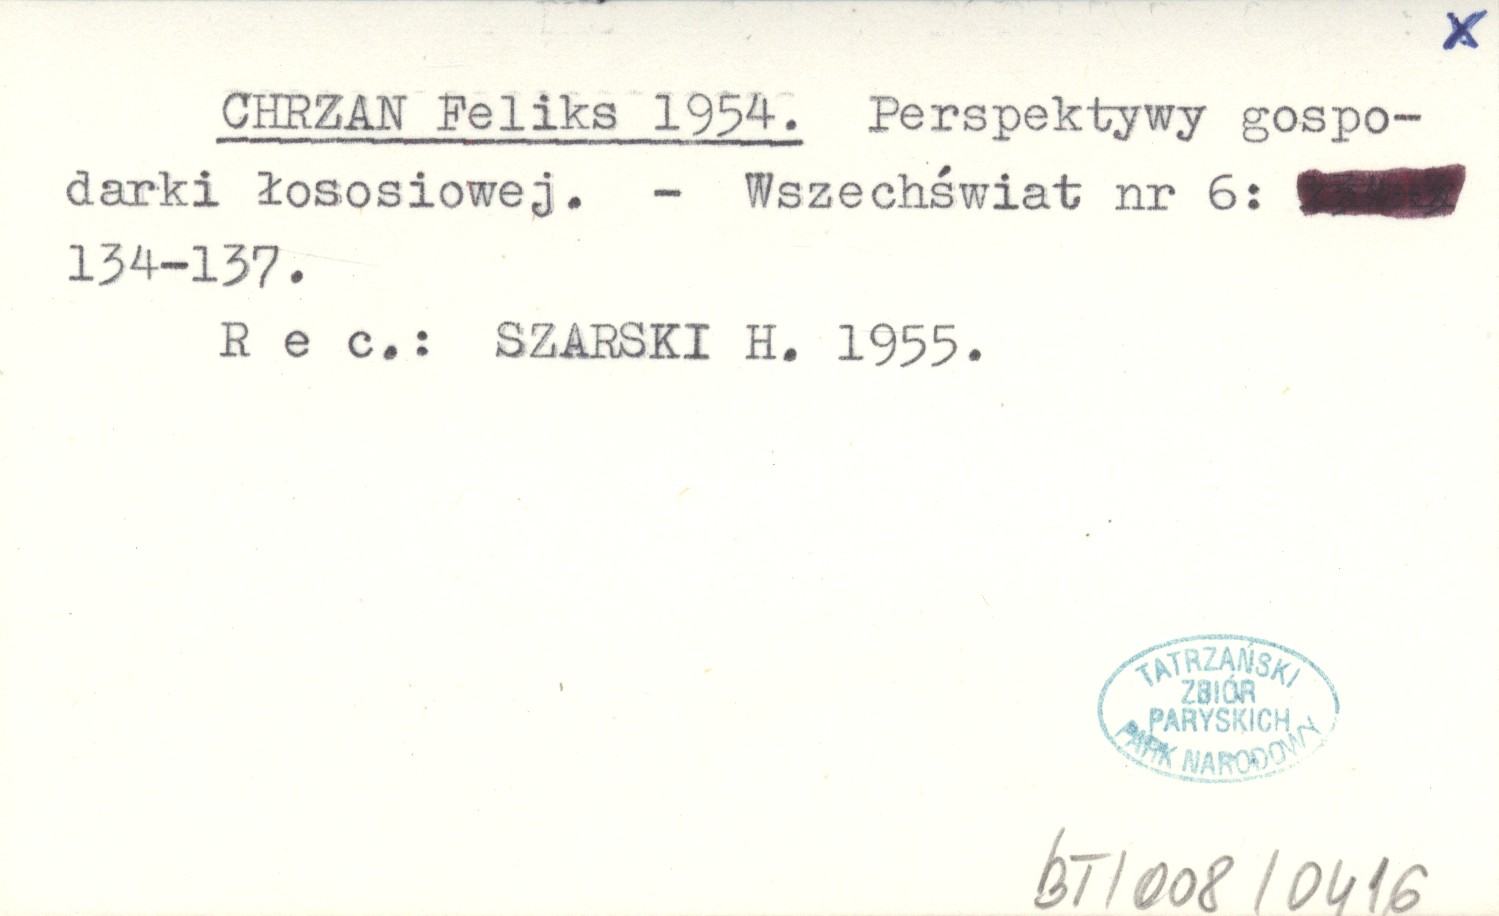 x
CHRZAN Feliks 1954. Perspektywy gospo-
darki łososiowej. - Wszechświat nr 6:
134-137.
R e c.: SZARSKI H. 1955.
TATRZAŃSKI
ZBIÓR
PARYSKICH
PARK NARODOWY
BT/008/0416